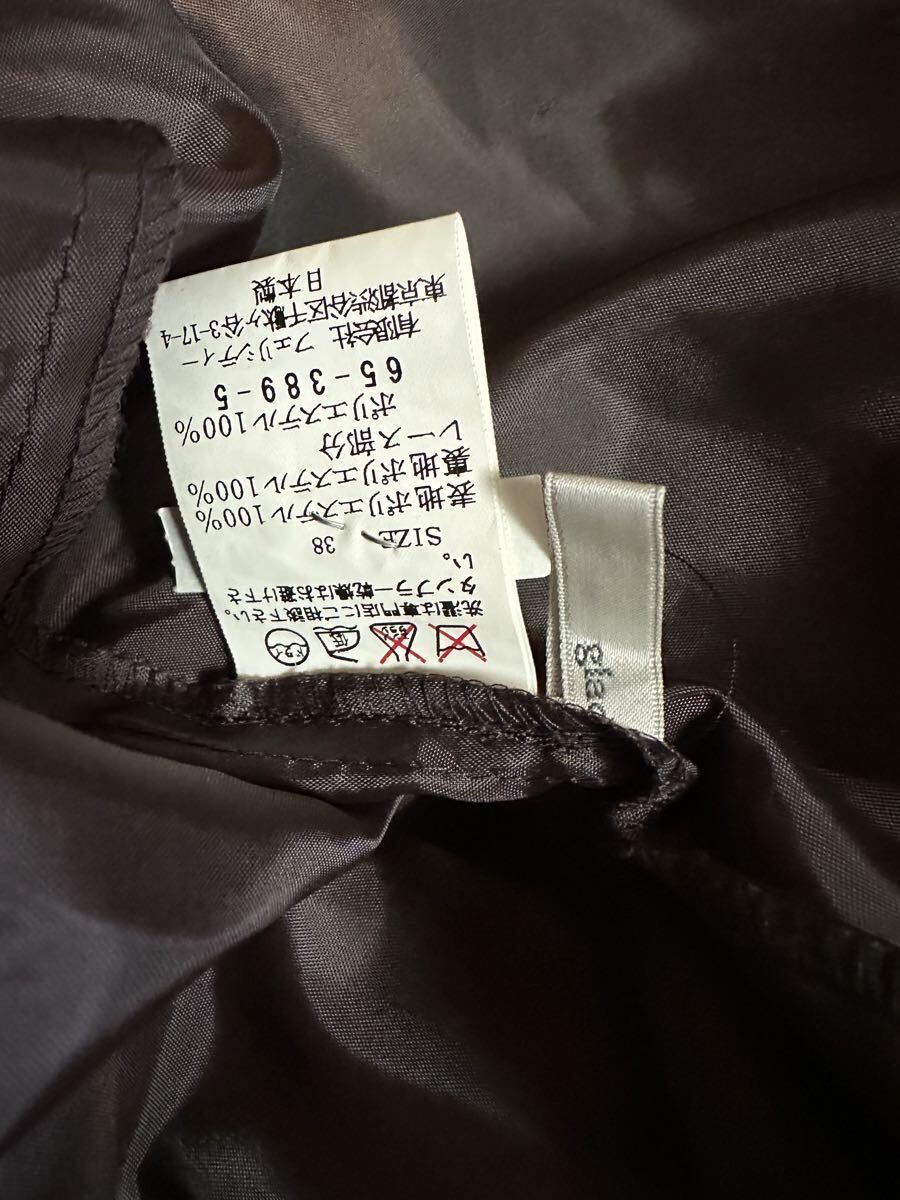 洗濯は専門店にご相談下さい。
タンブラー乾燥はお避け下さ
い。
SIZE 38
表地 ポリエステル100%
裏地 ポリエステル100%
レース部分
ポリエステル100%
65-389-5
有限会社 フェリシティー
東京都渋谷区千駄ヶ谷3-17-4
日本製